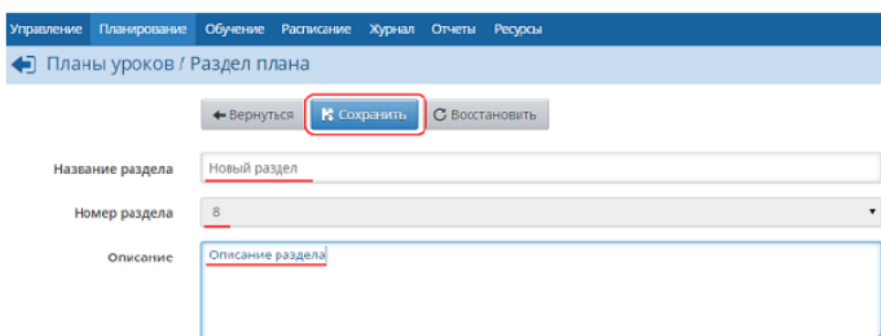 Управление Планирование Обучение Расписание Журнал Отчеты Ресурсы
Планы уроков / Раздел плана
Вернуться Сохранить Восстановить
Название раздела Новый раздел
Номер раздела 8
Описание Описание раздела